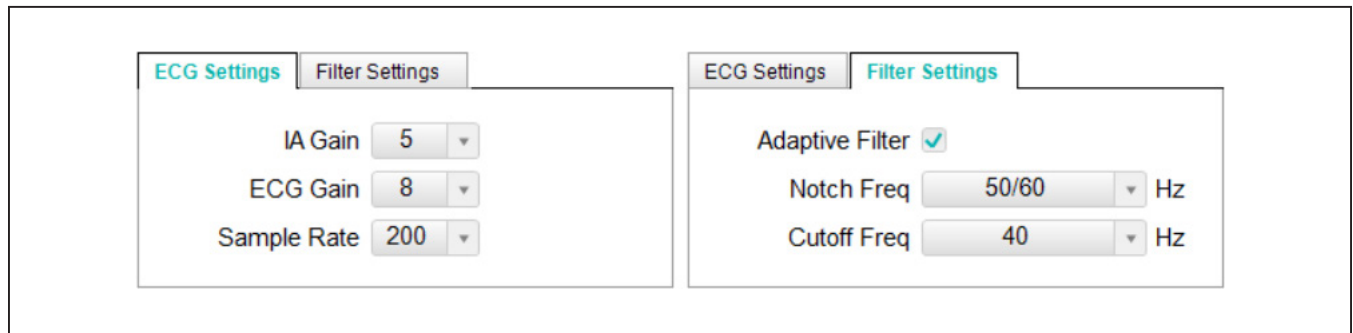 ECG Settings Filter Settings
IA Gain 5
ECG Gain 8
Sample Rate 200
ECG Settings Filter Settings
Adaptive Filter
Notch Freq 50/60 Hz
Cutoff Freq 40 Hz